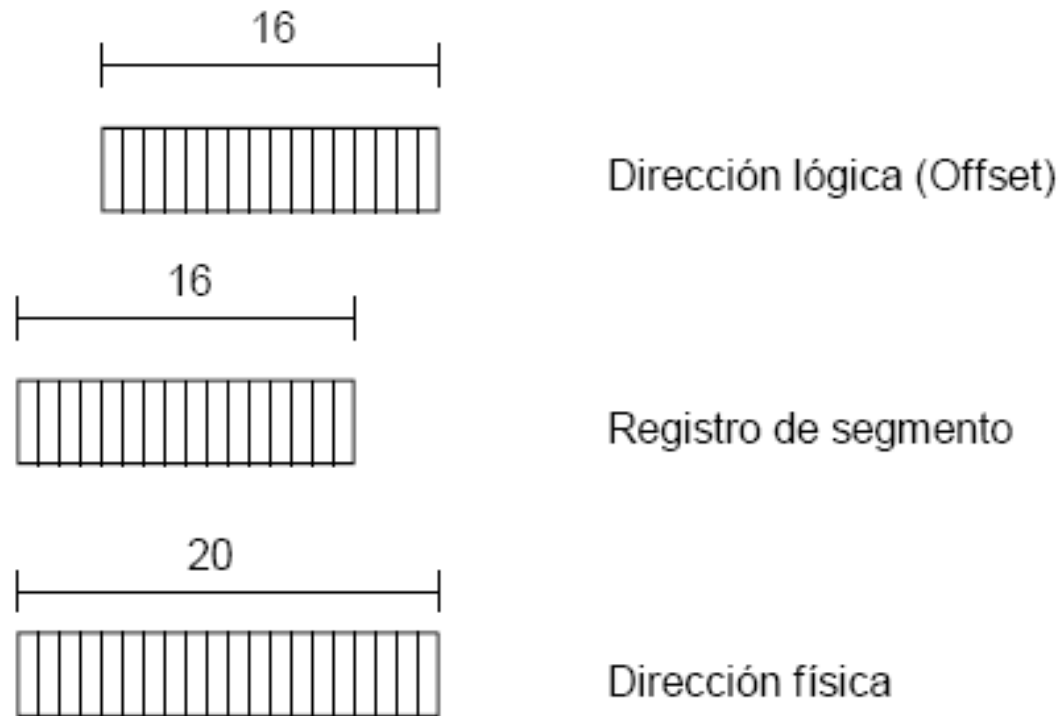 16
Dirección lógica (Offset)
16
Registro de segmento
20
Dirección física